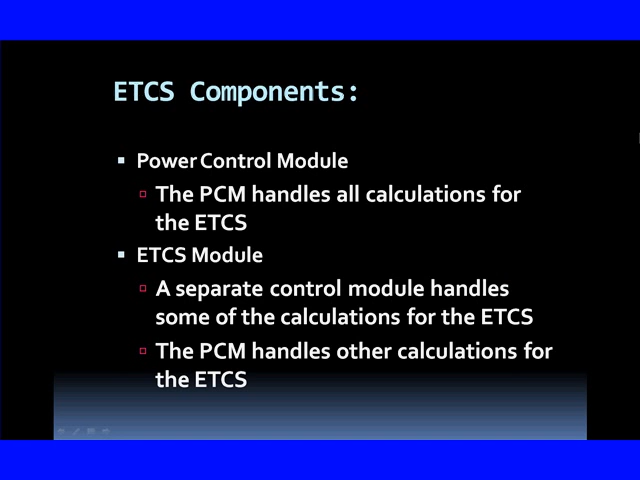 ETCS Components:
Power Control Module
The PCM handles all calculations for
the ETCS
ETCS Module
A separate control module handles
some of the calculations for the ETCS
The PCM handles other calculations for
the ETCS